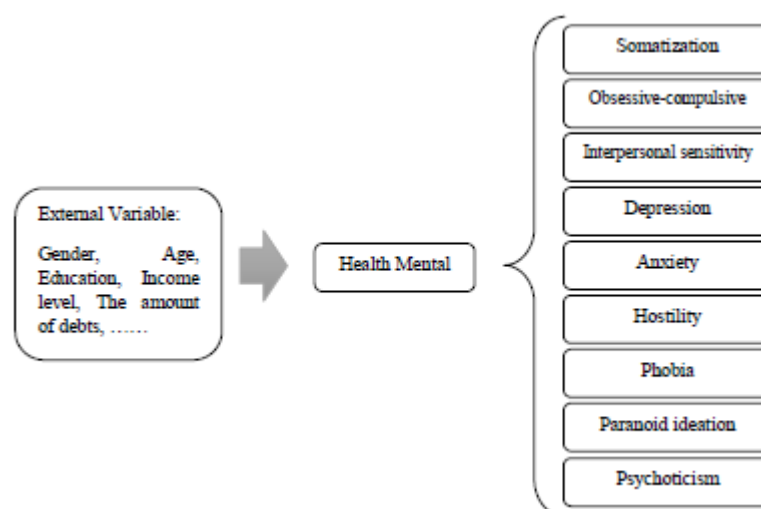 External Variable:
Gender, Age,
Education, Income
level, The amount
of debts, ……
Health Mental
Somatization
Obsessive-compulsive
Interpersonal sensitivity
Depression
Anxiety
Hostility
Phobia
Paranoid ideation
Psychoticism